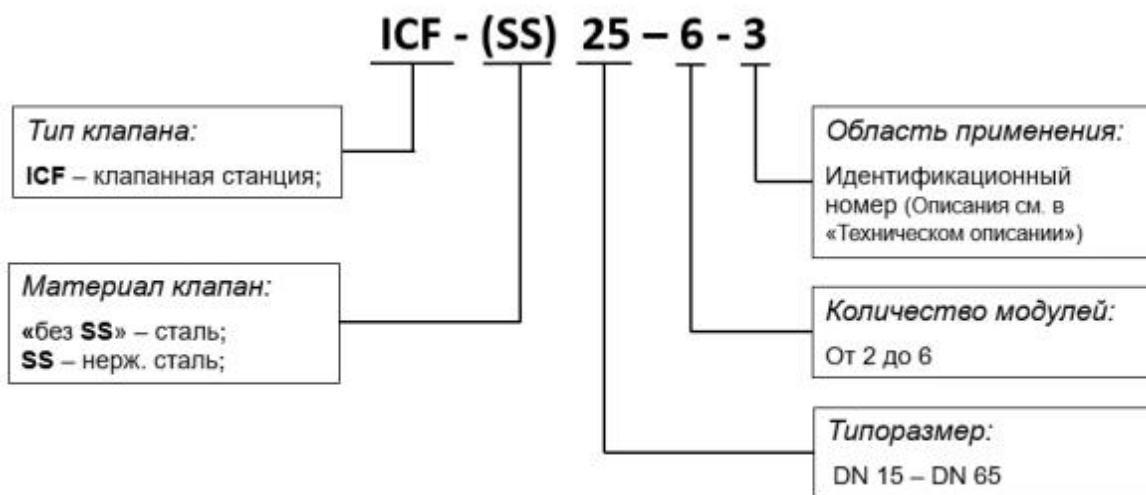 ICF - (SS) 25 – 6 - 3
Тип клапана:
ICF – клапанная станция;
Материал клапан:
«без SS» – сталь;
SS – нерж. сталь;
Область применения:
Идентификационный
номер (Описания см. в
«Техническом описании»)
Количество модулей:
От 2 до 6
Типоразмер:
DN 15 – DN 65